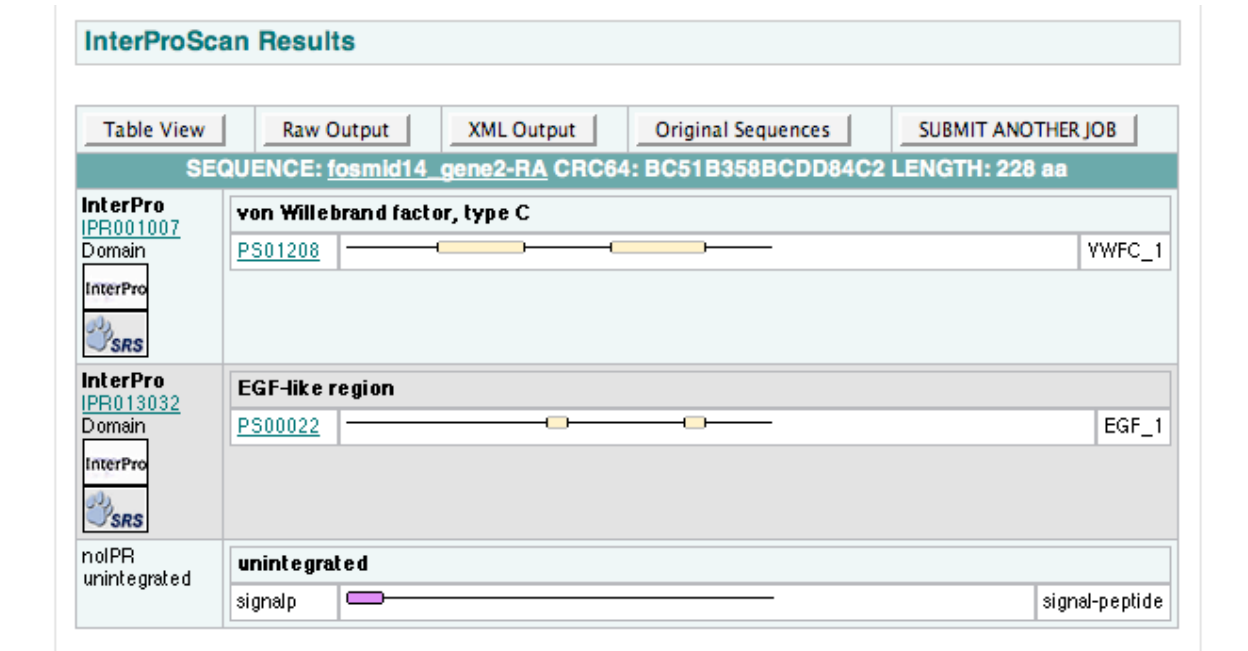 InterProScan Results
Table View Raw Output XML Output Original Sequences SUBMIT ANOTHER JOB
SEQUENCE: fosmid14_gene2-RA CRC64: BC51B358BCDD84C2 LENGTH: 228 aa
InterPro
IPR001007
Domain
InterPro
SRS
von Willebrand factor, type C
PS01208 VWFC_1
InterPro
IPR013032
Domain
InterPro
SRS
EGF-like region
PS00022 EGF_1
noIPR
unintegrated
unintegrated
signalp signal-peptide